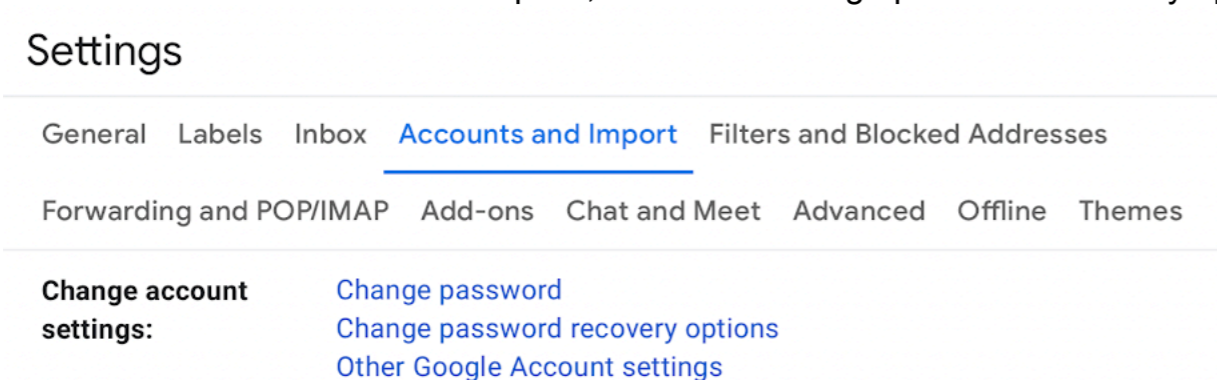 Settings
General Labels Inbox Accounts and Import Filters and Blocked Addresses
Forwarding and POP/IMAP Add-ons Chat and Meet Advanced Offline Themes
Change account Change password
settings: Change password recovery options
Other Google Account settings